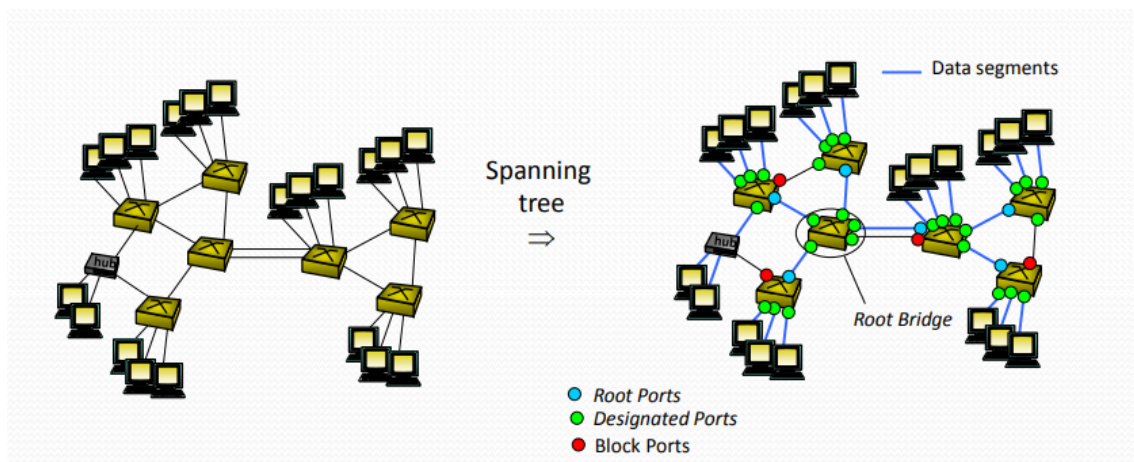 hub
Spanning
tree
⇒
Data segments
hub
Root Bridge
Root Ports
Designated Ports
Block Ports